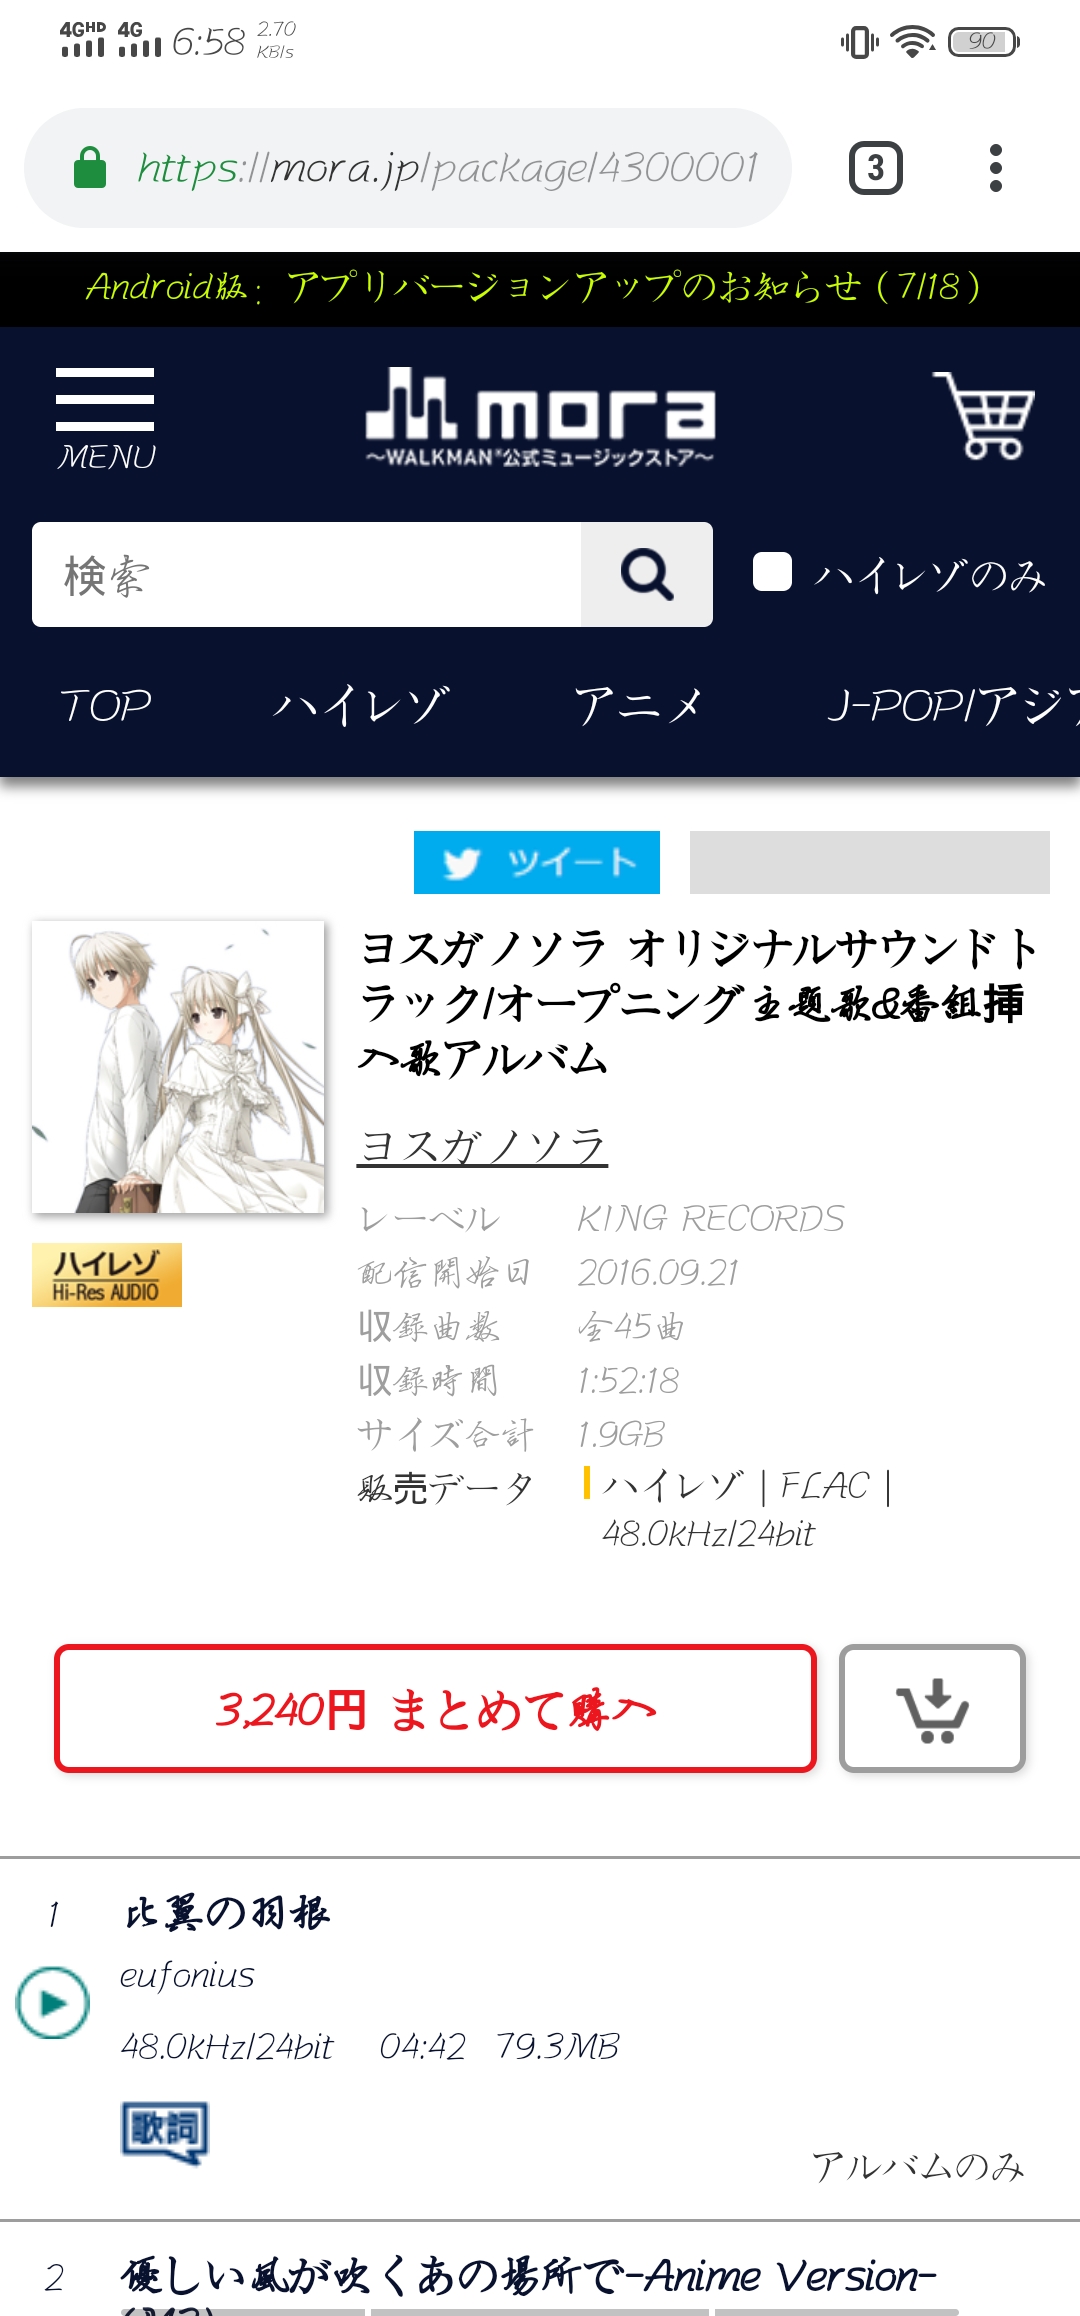 4GHD 4G 6:58 2.70 KB/s 90
https://mora.jp/package/4300001 3
Android版：アプリバージョンアップのお知らせ（7/18）
MENU
mora
～WALKMAN®公式ミュージックストア～
検索
ハイレゾのみ
TOP ハイレゾ アニメ J-POP/アジア
ツイート
ヨスガノソラ オリジナルサウンドト
ラック/オープニング主題歌&番組挿
入歌アルバム
ヨスガノソラ
レーベル KING RECORDS
ハイレゾ
Hi-Res AUDIO
配信開始日 2016.09.21
収録曲数 全45曲
収録時間 1:52:18
サイズ合計 1.9GB
販売データ ハイレゾ｜FLAC｜
48.0kHz/24bit
3,240円 まとめて購入
1 比翼の羽根
eufonius
48.0kHz/24bit 04:42 79.3MB
歌詞
アルバムのみ
2 優しい風が吹くあの場所で-Anime Version-